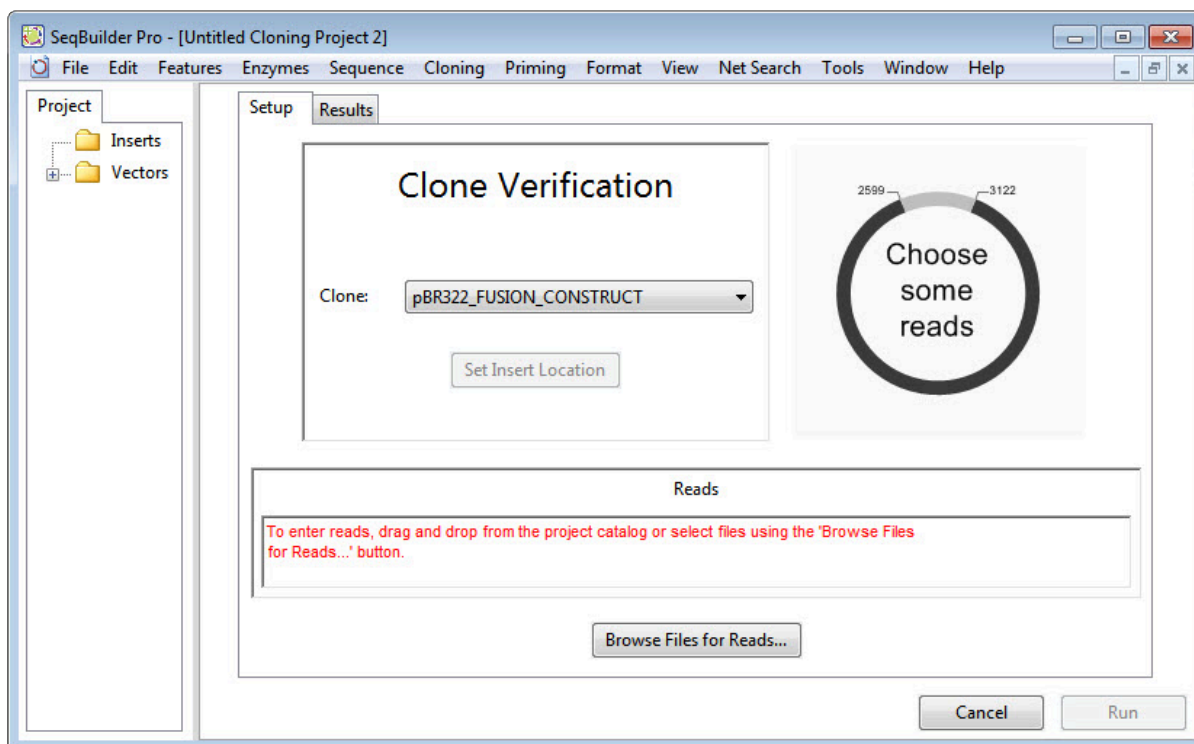 SeqBuilder Pro - [Untitled Cloning Project 2]
File Edit Features Enzymes Sequence Cloning Priming Format View Net Search Tools Window Help
Project
Inserts
Vectors
Setup
Results
Clone Verification
Clone:
pBR322_FUSION_CONSTRUCT
Set Insert Location
2599
3122
Choose
some
reads
Reads
To enter reads, drag and drop from the project catalog or select files using the 'Browse Files
for Reads...' button.
Browse Files for Reads...
Cancel
Run